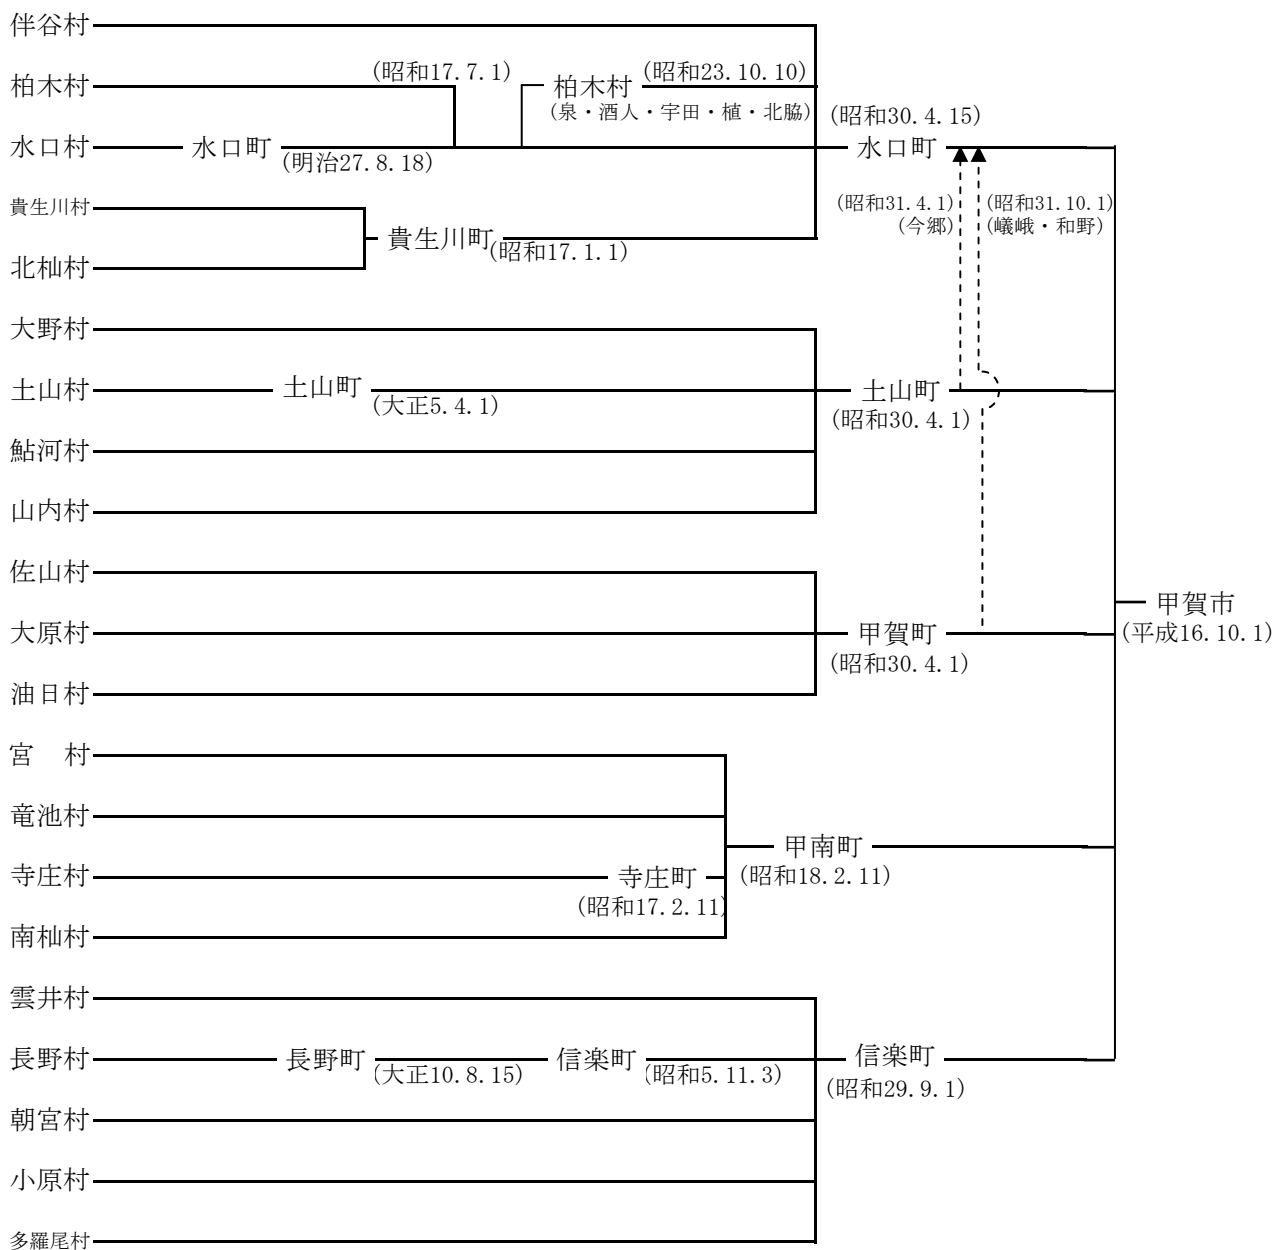 伴谷村
柏木村
(昭和17.7.1)
柏木村
(昭和23.10.10)
(泉・酒人・宇田・植・北脇)
水口村
水口町
(明治27.8.18)
(昭和30.4.15)
水口町
貴生川村
貴生川町
(昭和17.1.1)
(昭和31.4.1)
(今郷)
(昭和31.10.1)
(嶬峨・和野)
北杣村
大野村
土山村
土山町
(大正5.4.1)
土山町
(昭和30.4.1)
鮎河村
山内村
佐山村
甲賀市
(平成16.10.1)
大原村
甲賀町
(昭和30.4.1)
油日村
宮　村
竜池村
甲南町
(昭和18.2.11)
寺庄村
寺庄町
(昭和17.2.11)
南杣村
雲井村
長野村
長野町
(大正10.8.15)
信楽町
(昭和5.11.3)
信楽町
(昭和29.9.1)
朝宮村
小原村
多羅尾村